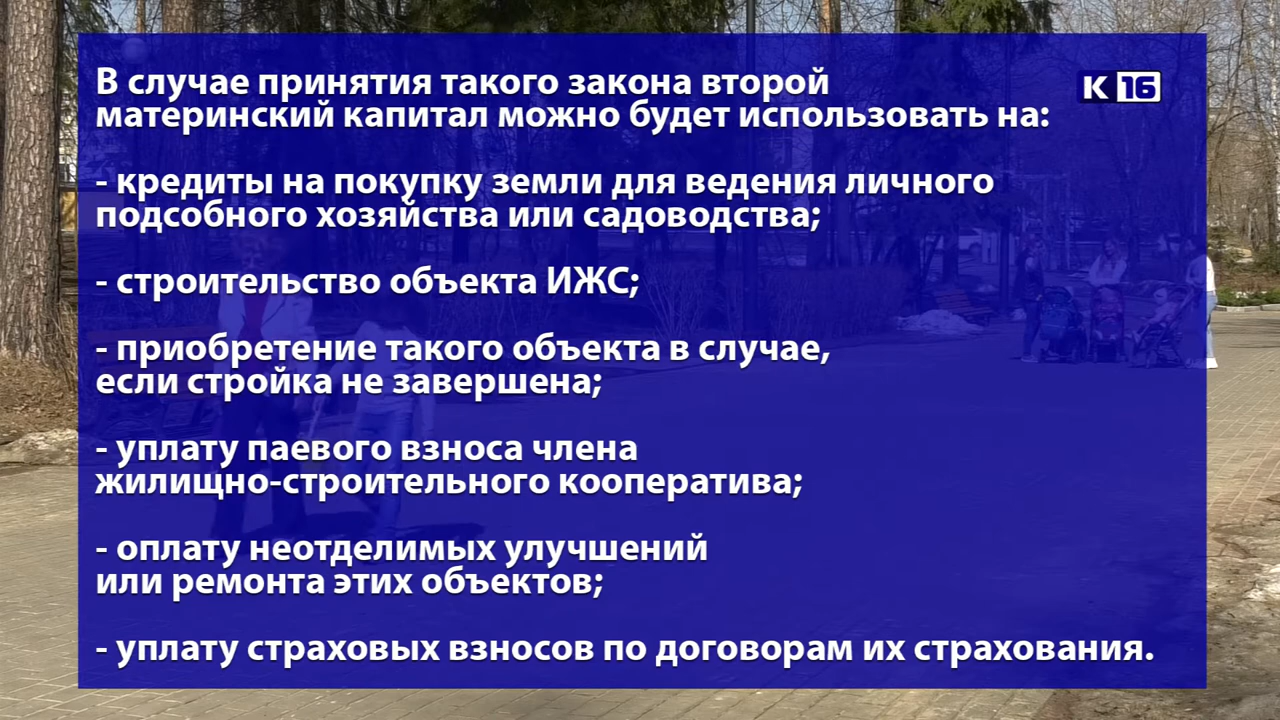 В случае принятия такого закона второй
К 16
материнский капитал можно будет использовать на:
- кредиты на покупку земли для ведения личного
подсобного хозяйства или садоводства;
- строительство объекта ИЖС;
- приобретение такого объекта в случае,
если стройка не завершена;
- уплату паевого взноса члена
жилищно-строительного кооператива;
- оплату неотделимых улучшений
или ремонта этих объектов;
- уплату страховых взносов по договорам их страхования.